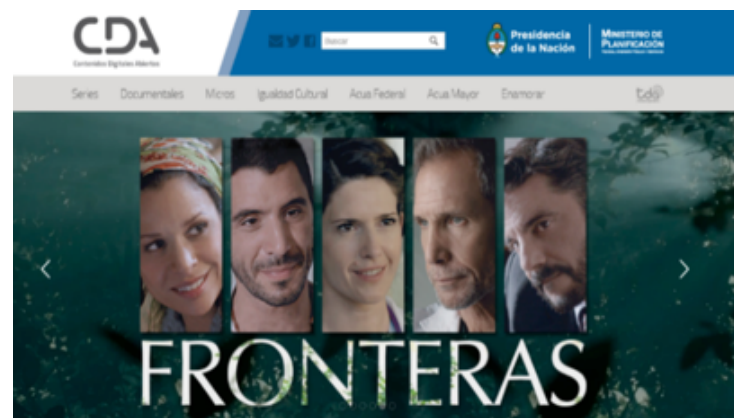 CDA
Contenidos Digitales Abiertos
Buscar
Presidencia
de la Nación
MINISTERIO DE
PLANIFICACIÓN
Series Documentales Micros Igualdad Cultural Acua Federal Acua Mayor Enamorar
tda
FRONTERAS